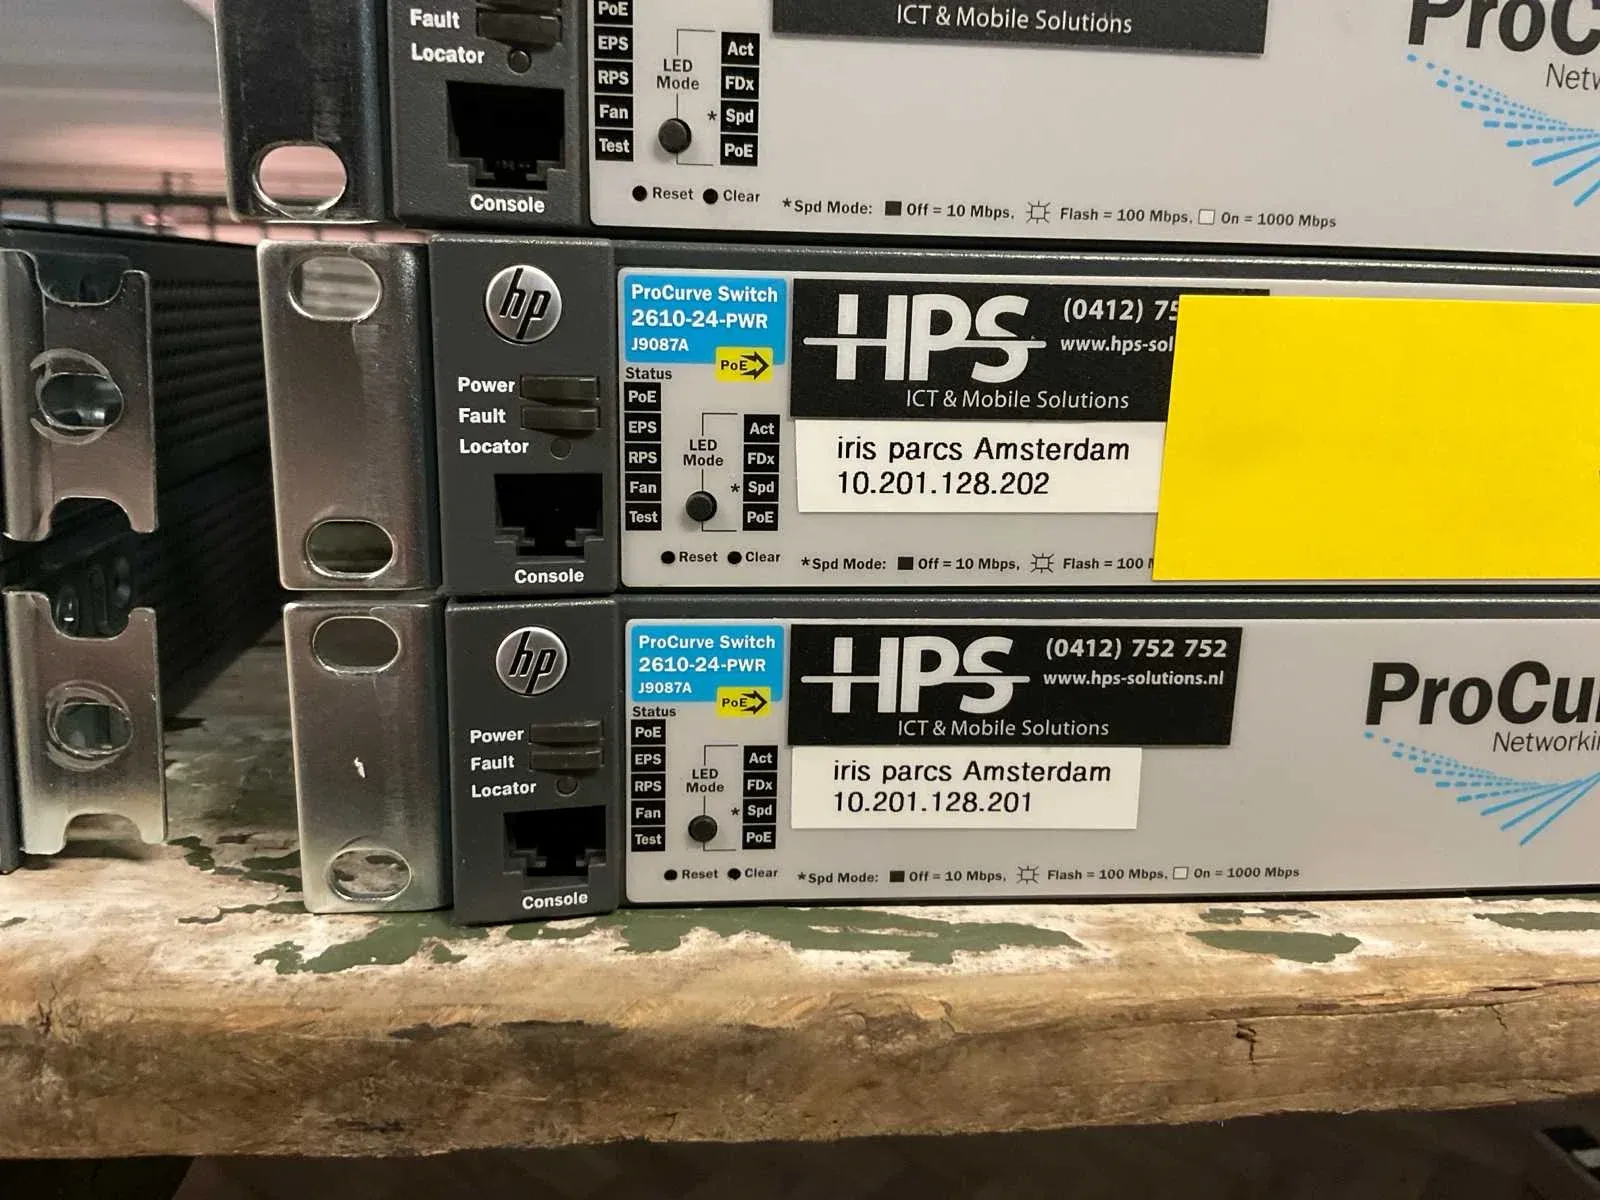 Fault
Locator
Console
PoE
EPS
RPS
Fan
Test
LED
Mode
Act
FDx
* Spd
PoE
Reset Clear
ICT & Mobile Solutions
*Spd Mode: Off = 10 Mbps, Flash = 100 Mbps, On = 1000 Mbps
hp
Power
Fault
Locator
Console
ProCurve Switch
2610-24-PWR
J9087A
PoE
Status
PoE
EPS
RPS
Fan
Test
LED
Mode
Act
FDx
* Spd
PoE
Reset Clear
HPS
(0412) 75
www.hps-sol
ICT & Mobile Solutions
iris parcs Amsterdam
10.201.128.202
*Spd Mode: Off = 10 Mbps, Flash = 100
hp
Power
Fault
Locator
Console
ProCurve Switch
2610-24-PWR
J9087A
PoE
Status
PoE
EPS
RPS
Fan
Test
LED
Mode
Act
FDx
* Spd
PoE
Reset Clear
HPS
(0412) 752 752
www.hps-solutions.nl
ICT & Mobile Solutions
iris parcs Amsterdam
10.201.128.201
*Spd Mode: Off = 10 Mbps, Flash = 100 Mbps, On = 1000 Mbps